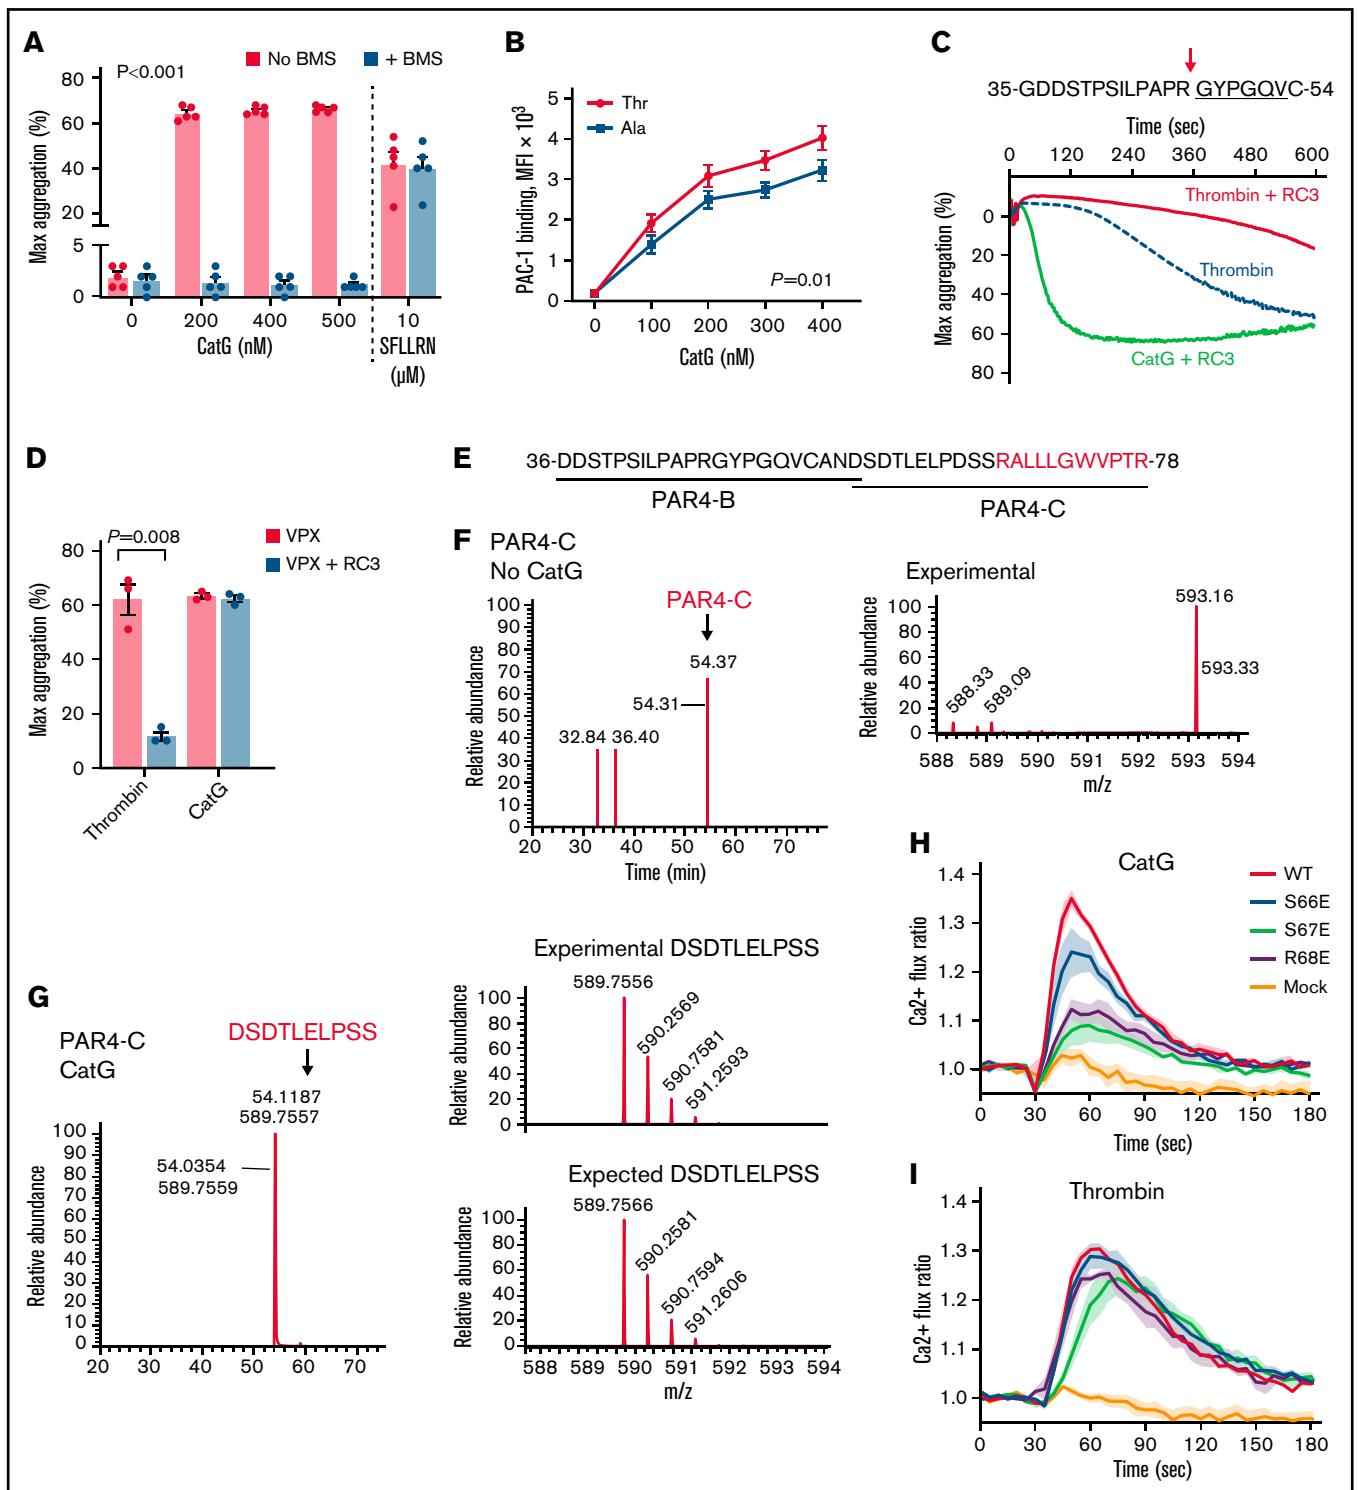 A
P<0.001
No BMS
+ BMS
Max aggregation (%)
80
60
40
20
5
0
0
200
400
500
10
CatG (nM)
SFLLRN
(µM)
B
PAC-1 binding, MFI × 10³
5
4
3
2
1
0
Thr
Ala
P=0.01
0
100
200
300
400
CatG (nM)
C
35-GDDSTPSILPAPR GYPGQVC-54
Time (sec)
0
120
240
360
480
600
Max aggregation (%)
0
20
40
60
80
Thrombin + RC3
Thrombin
CatG + RC3
D
P=0.008
VPX
VPX + RC3
Max aggregation (%)
80
60
40
20
0
Thrombin
CatG
E
36-DDSTPSILPAPRGYPGQVCANDSDTLELPDSSRALLLGWVPTR-78
PAR4-B
PAR4-C
F
PAR4-C
No CatG
PAR4-C
Relative abundance
100
90
80
70
60
50
40
30
20
10
0
54.37
54.31
32.84
36.40
20
30
40
50
60
70
Time (min)
Experimental
Relative abundance
100
80
60
40
20
0
593.16
593.33
588.33
589.09
588
589
590
591
592
593
594
m/z
G
PAR4-C
CatG
DSDTLELPSS
54.1187
589.7557
54.0354
589.7559
Relative abundance
100
90
80
70
60
50
40
30
20
10
0
20
30
40
50
60
70
Experimental DSDTLELPSS
Relative abundance
100
80
60
40
20
0
589.7556
590.2569
590.7581
591.2593
Expected DSDTLELPSS
Relative abundance
100
80
60
40
20
0
589.7566
590.2581
590.7594
591.2606
588
589
590
591
592
593
594
m/z
H
CatG
Ca2+ flux ratio
1.4
1.3
1.2
1.1
1.0
WT
S66E
S67E
R68E
Mock
0
30
60
90
120
150
180
Time (sec)
I
Thrombin
Ca2+ flux ratio
1.4
1.3
1.2
1.1
1.0
0
30
60
90
120
150
180
Time (sec)